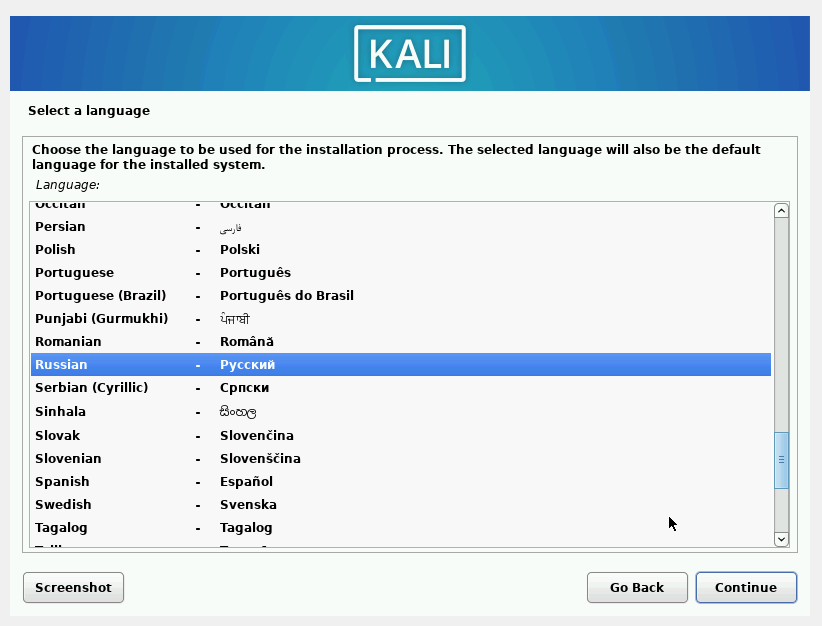 KALI
Select a language
Choose the language to be used for the installation process. The selected language will also be the default
language for the installed system.
Language:
Occitan - Occitan
Persian - فارسی
Polish - Polski
Portuguese - Português
Portuguese (Brazil) - Português do Brasil
Punjabi (Gurmukhi) - ਪੰਜਾਬੀ
Romanian - Română
Russian - Русский
Serbian (Cyrillic) - Српски
Sinhala - සිංහල
Slovak - Slovenčina
Slovenian - Slovenščina
Spanish - Español
Swedish - Svenska
Tagalog - Tagalog
Screenshot Go Back Continue